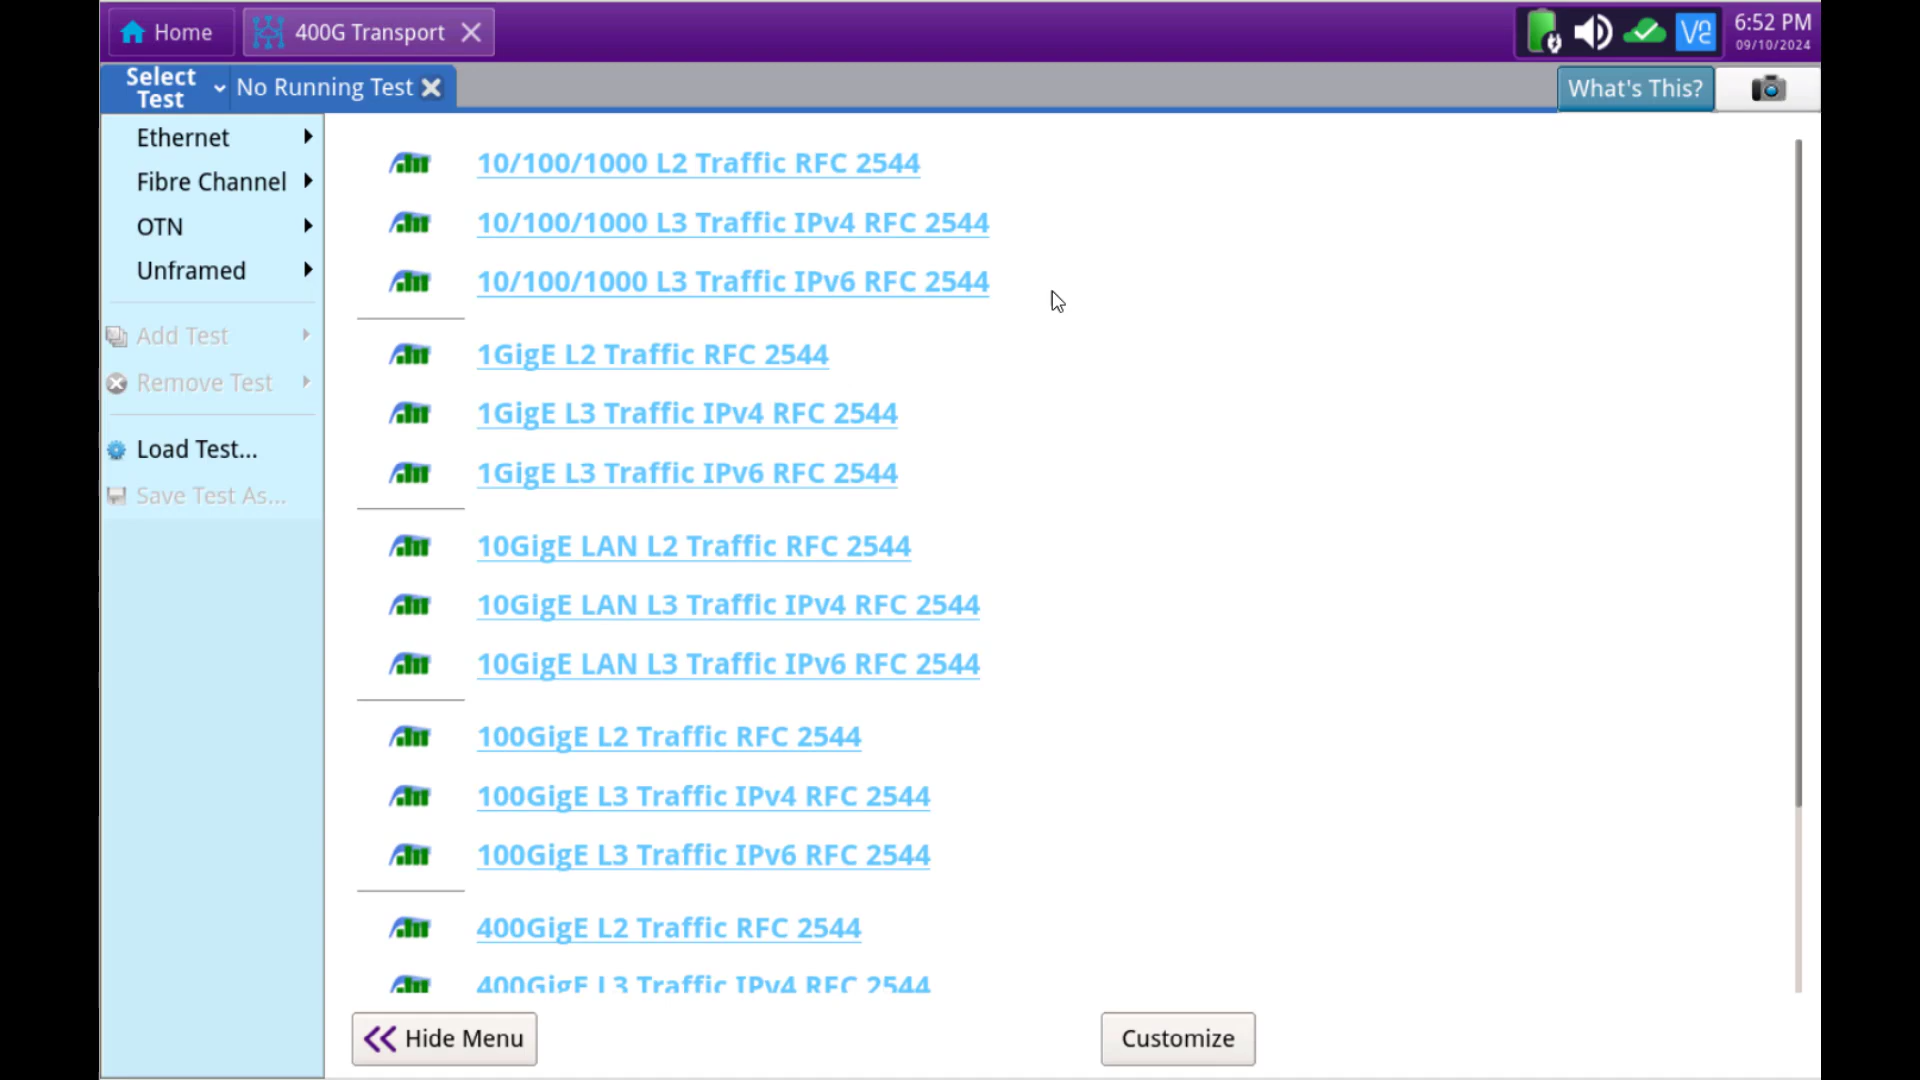 Home
400G Transport
6:52 PM
09/10/2024
Select Test
No Running Test
What's This?
Ethernet
Fibre Channel
OTN
Unframed
Add Test
Remove Test
Load Test...
Save Test As...
10/100/1000 L2 Traffic RFC 2544
10/100/1000 L3 Traffic IPv4 RFC 2544
10/100/1000 L3 Traffic IPv6 RFC 2544
1GigE L2 Traffic RFC 2544
1GigE L3 Traffic IPv4 RFC 2544
1GigE L3 Traffic IPv6 RFC 2544
10GigE LAN L2 Traffic RFC 2544
10GigE LAN L3 Traffic IPv4 RFC 2544
10GigE LAN L3 Traffic IPv6 RFC 2544
100GigE L2 Traffic RFC 2544
100GigE L3 Traffic IPv4 RFC 2544
100GigE L3 Traffic IPv6 RFC 2544
400GigE L2 Traffic RFC 2544
400GigE L3 Traffic IPv4 RFC 2544
Hide Menu
Customize